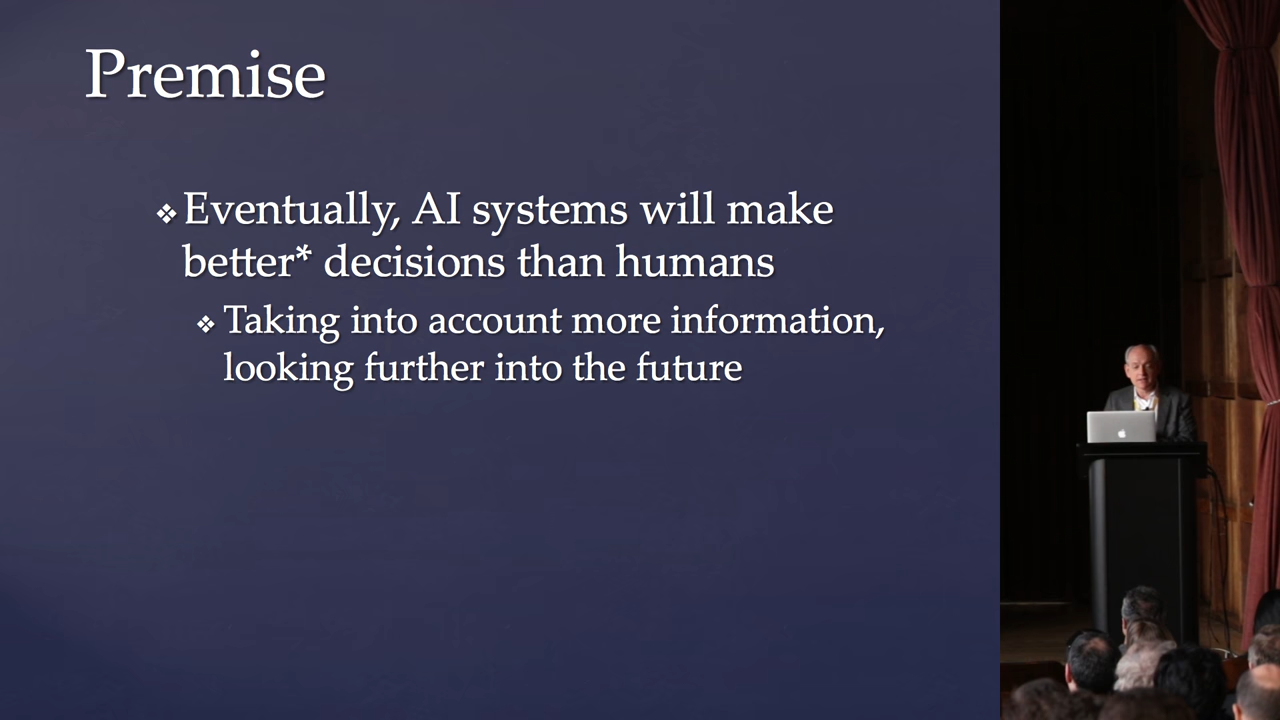 Premise
❖ Eventually, AI systems will make
better* decisions than humans
❖ Taking into account more information,
looking further into the future